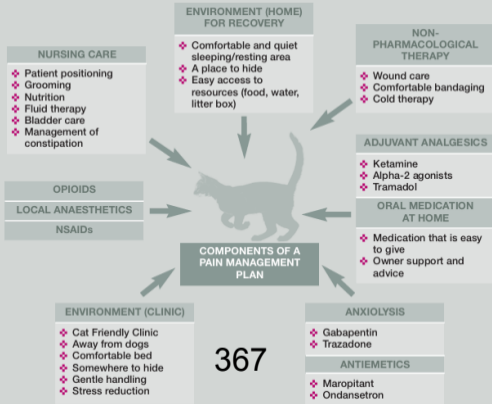 ENVIRONMENT (HOME)
FOR RECOVERY
❖ Comfortable and quiet
sleeping/resting area
❖ A place to hide
❖ Easy access to
resources (food, water,
litter box)
NON-
PHARMACOLOGICAL
THERAPY
❖ Wound care
❖ Comfortable bandaging
❖ Cold therapy
NURSING CARE
❖ Patient positioning
❖ Grooming
❖ Nutrition
❖ Fluid therapy
❖ Bladder care
❖ Management of
constipation
ADJUVANT ANALGESICS
❖ Ketamine
❖ Alpha-2 agonists
❖ Tramadol
OPIOIDS
LOCAL ANAESTHETICS
NSAIDs
ORAL MEDICATION
AT HOME
❖ Medication that is easy
to give
❖ Owner support and
advice
COMPONENTS OF A
PAIN MANAGEMENT
PLAN
ENVIRONMENT (CLINIC)
❖ Cat Friendly Clinic
❖ Away from dogs
❖ Comfortable bed
❖ Somewhere to hide
❖ Gentle handling
❖ Stress reduction
367
ANXIOLYSIS
❖ Gabapentin
❖ Trazadone
ANTIEMETICS
❖ Maropitant
❖ Ondansetron